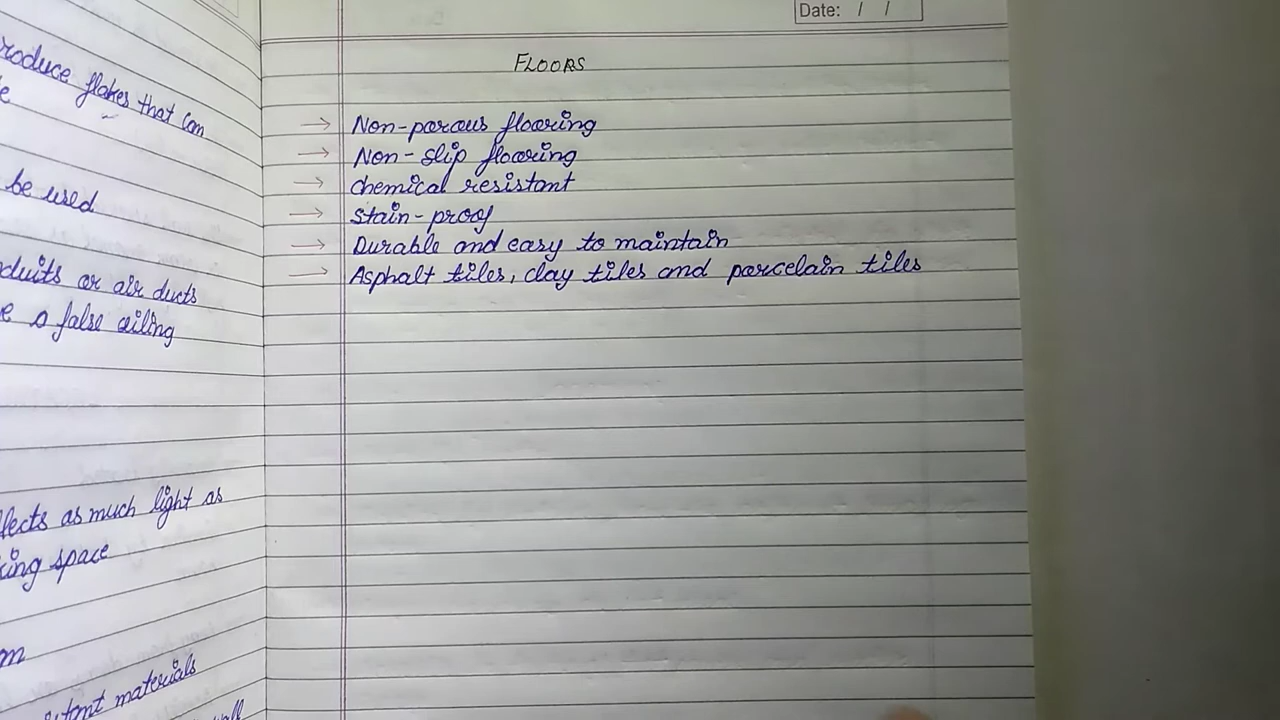 roduce flakes that can
e
be used
duits or air ducts
e a false ceiling
flects as much light as
king space
m
stant materials
wall
Date: / /
FLOORS
→ Non-porous flooring
→ Non-slip flooring
→ Chemical resistant
→ Stain-proof
→ Durable and easy to maintain
→ Asphalt tiles, clay tiles and porcelain tiles